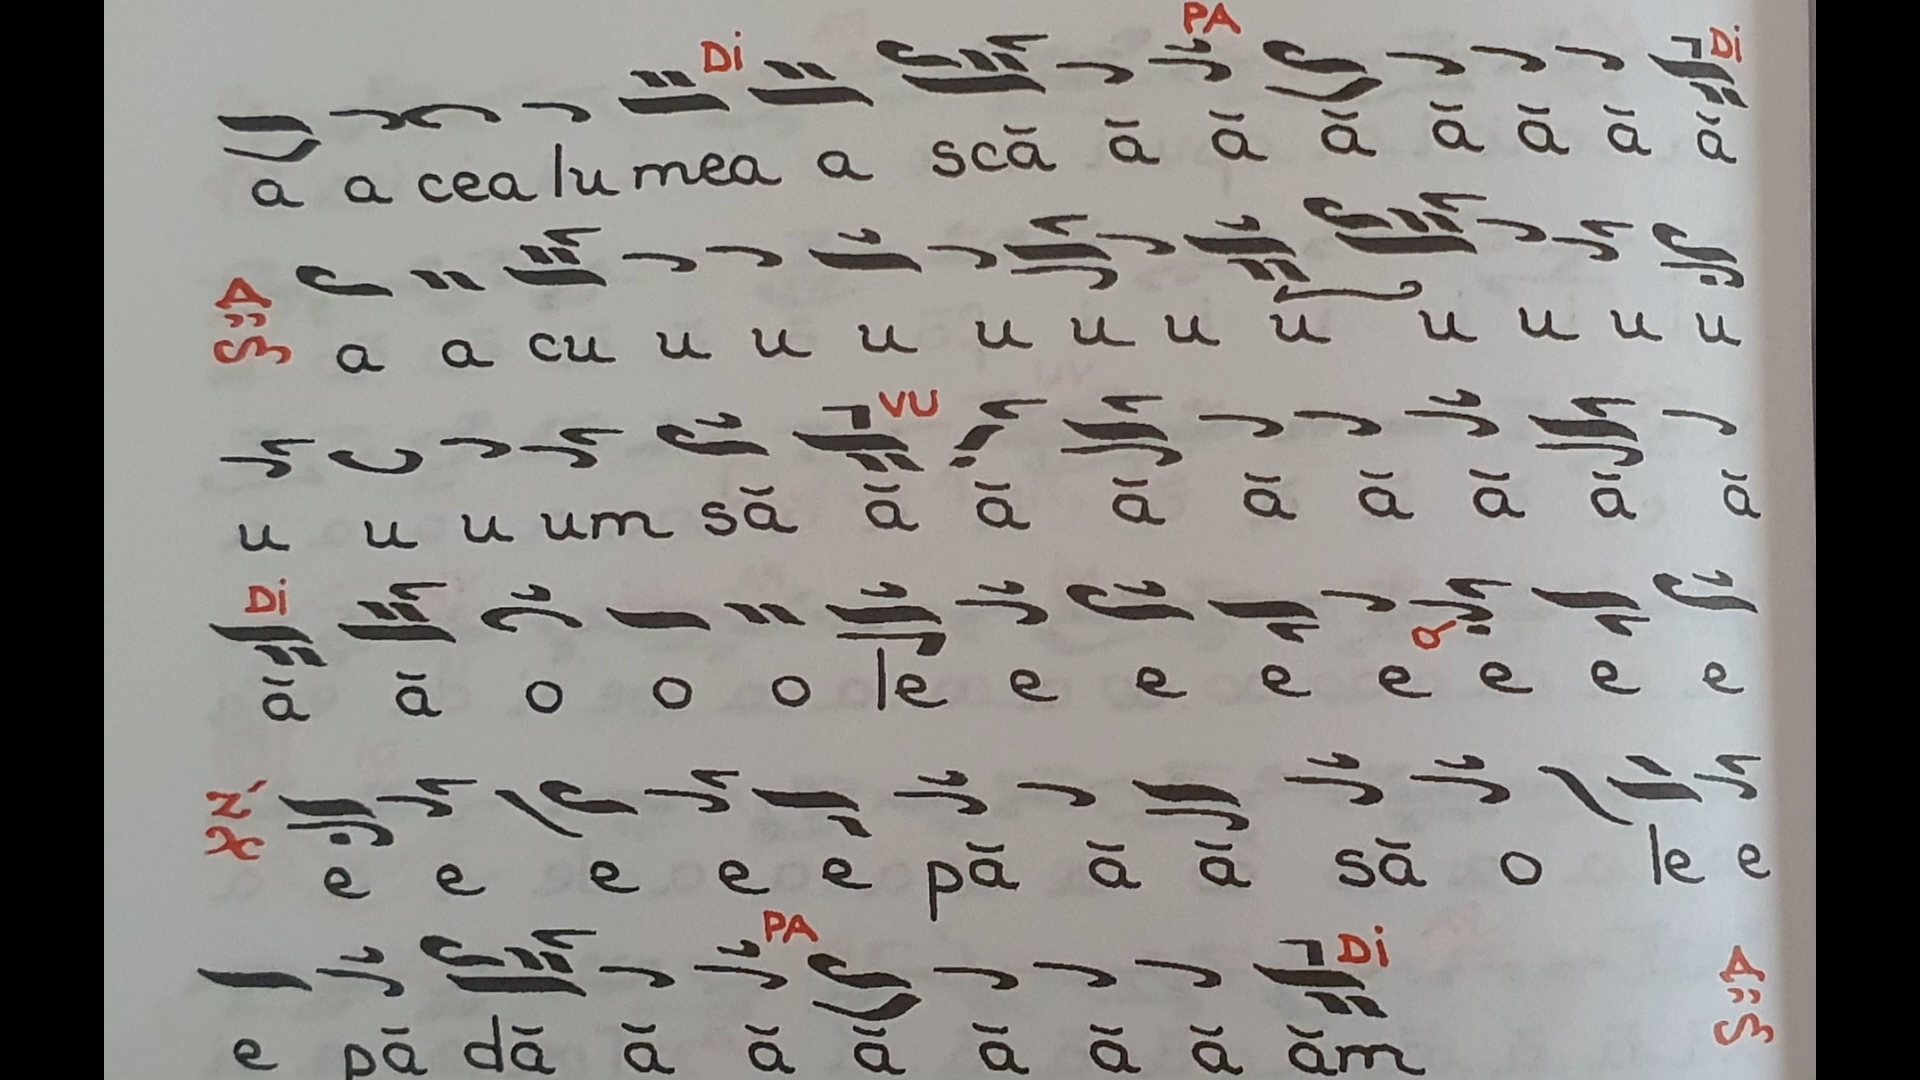 Di PA Di
a a cea lu mea a scă ă ă ă ă ă ă ă
a a cu u u u u u u u u u u u
VU
u u u um să ă ă ă ă ă ă ă ă
Di
ă ă o o o le e e e e e e e
e e e e e pă ă ă să o le e
PA Di
e pă dă ă ă ă ă ă ă ăm